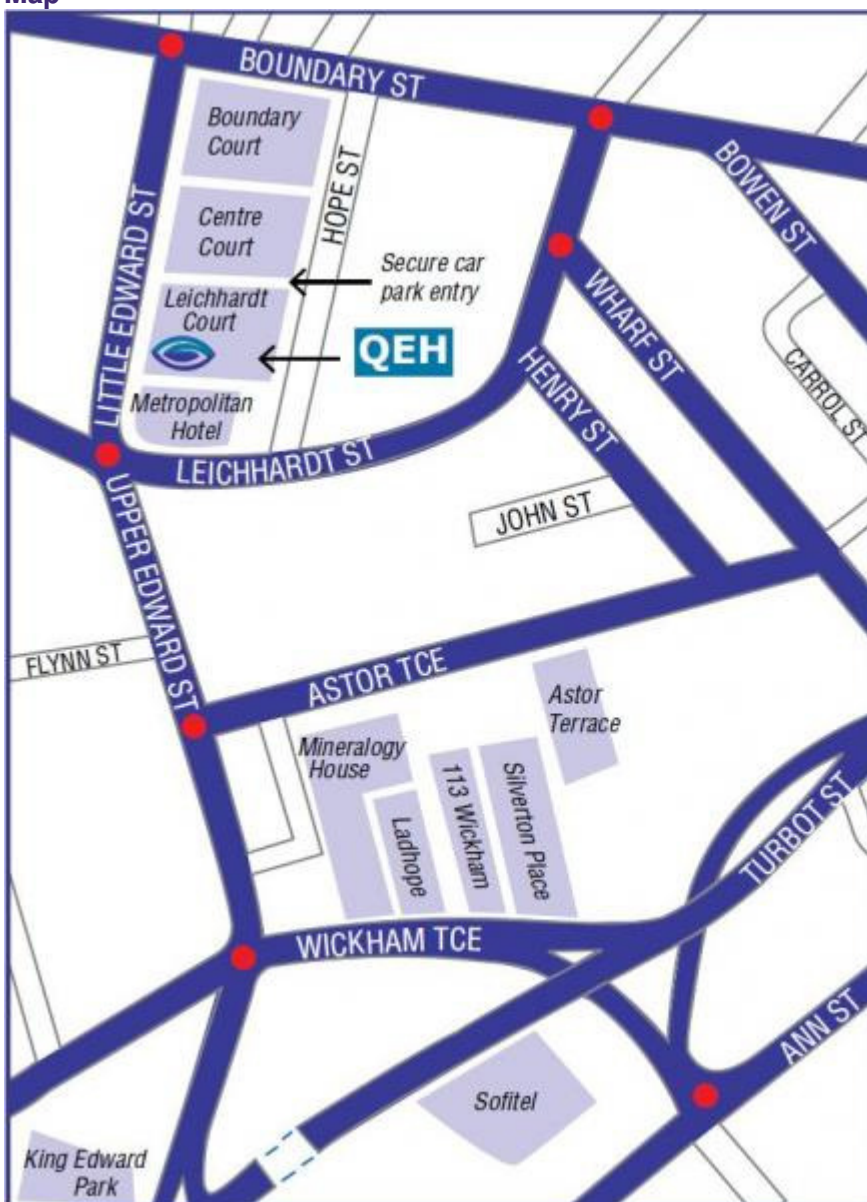 Map
BOUNDARY ST
Boundary
Court
HOPE ST
BOWEN ST
LITTLE EDWARD ST
Centre
Court
Secure car
park entry
Leichhardt
Court
QEH
WHARF ST
CARROL ST
HENRY ST
Metropolitan
Hotel
LEICHHARDT ST
JOHN ST
UPPER EDWARD ST
FLYNN ST
ASTOR TCE
Astor
Terrace
Mineralogy
House
Ladhope
113 Wickham
Silverton Place
TURBOT ST
WICKHAM TCE
ANN ST
Sofitel
King Edward
Park